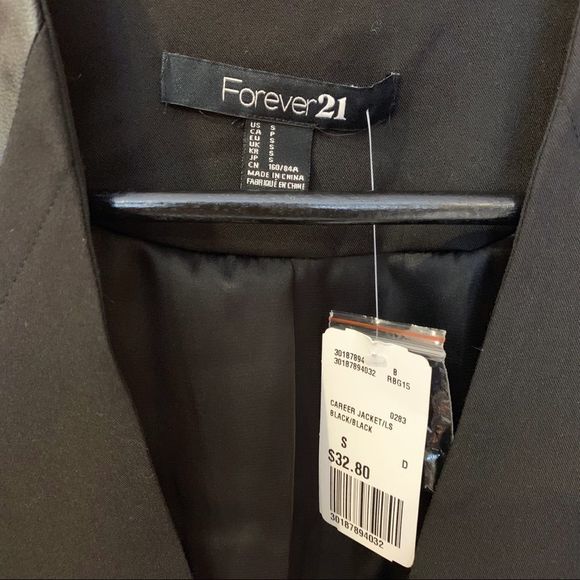 Forever21
US S
CA P
EU S
UK S
KR S
JP S
CN 160/84A
MADE IN CHINA
FABRIQUÉ EN CHINE
30187894 B
30187894032 RBG15
CAREER JACKET/LS 0283
BLACK/BLACK
S D
$32.80
30187894032